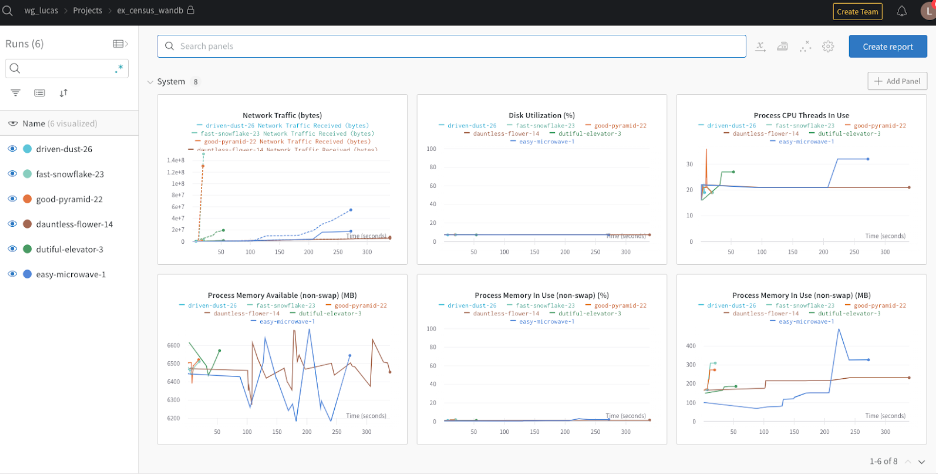 wg_lucas > Projects > ex_census_wandb
Create Team
L
Runs (6)
Search panels
Create report
System 8
+ Add Panel
Name (6 visualized)
driven-dust-26
fast-snowflake-23
good-pyramid-22
dauntless-flower-14
dutiful-elevator-3
easy-microwave-1
Network Traffic (bytes)
driven-dust-26 Network Traffic Received (bytes)
fast-snowflake-23 Network Traffic Received (bytes)
good-pyramid-22 Network Traffic Received (bytes)
dauntless-flower-14 Network Traffic Received (bytes)
1.4e+8
1.2e+8
1e+8
8e+7
6e+7
4e+7
2e+7
0
Time (seconds)
50 100 150 200 250 300
Disk Utilization (%)
driven-dust-26 fast-snowflake-23 good-pyramid-22
dauntless-flower-14 dutiful-elevator-3
easy-microwave-1
100
80
60
40
20
0
Time (seconds)
50 100 150 200 250 300
Process CPU Threads In Use
driven-dust-26 fast-snowflake-23 good-pyramid-22
dauntless-flower-14 dutiful-elevator-3
easy-microwave-1
30
20
10
0
Time (seconds)
50 100 150 200 250 300
Process Memory Available (non-swap) (MB)
driven-dust-26 fast-snowflake-23 good-pyramid-22
dauntless-flower-14 dutiful-elevator-3
easy-microwave-1
6600
6500
6400
6300
6200
Time (seconds)
50 100 150 200 250 300
Process Memory In Use (non-swap) (%)
driven-dust-26 fast-snowflake-23 good-pyramid-22
dauntless-flower-14 dutiful-elevator-3
easy-microwave-1
100
80
60
40
20
0
Time (seconds)
50 100 150 200 250 300
Process Memory In Use (non-swap) (MB)
driven-dust-26 fast-snowflake-23 good-pyramid-22
dauntless-flower-14 dutiful-elevator-3
easy-microwave-1
400
300
200
100
0
Time (seconds)
50 100 150 200 250 300
1-6 of 8